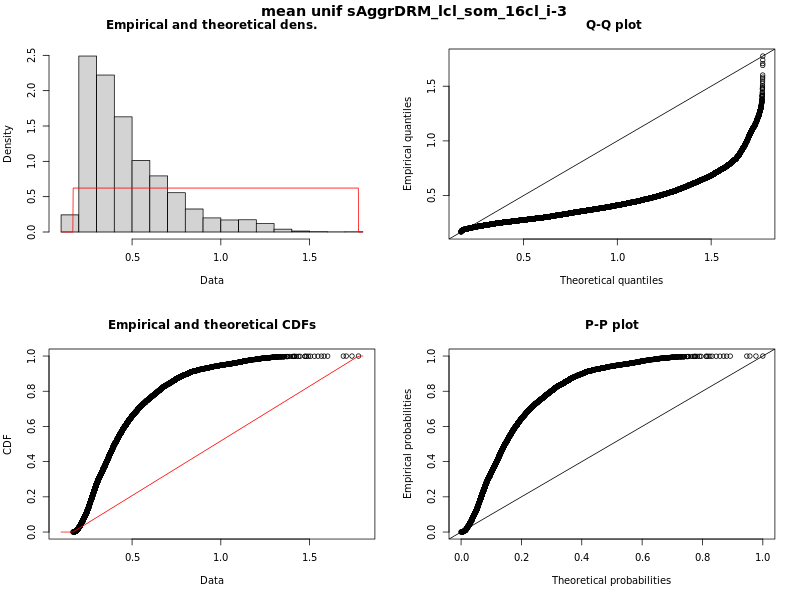 mean unif sAggrDRM_lcl_som_16cl_i-3
Empirical and theoretical dens.
Density
0.0 0.5 1.0 1.5 2.0 2.5
0.5 1.0 1.5
Data
Q-Q plot
Empirical quantiles
0.5 1.0 1.5
0.5 1.0 1.5
Theoretical quantiles
Empirical and theoretical CDFs
CDF
0.0 0.2 0.4 0.6 0.8 1.0
0.5 1.0 1.5
Data
P-P plot
Empirical probabilities
0.0 0.2 0.4 0.6 0.8 1.0
0.0 0.2 0.4 0.6 0.8 1.0
Theoretical probabilities